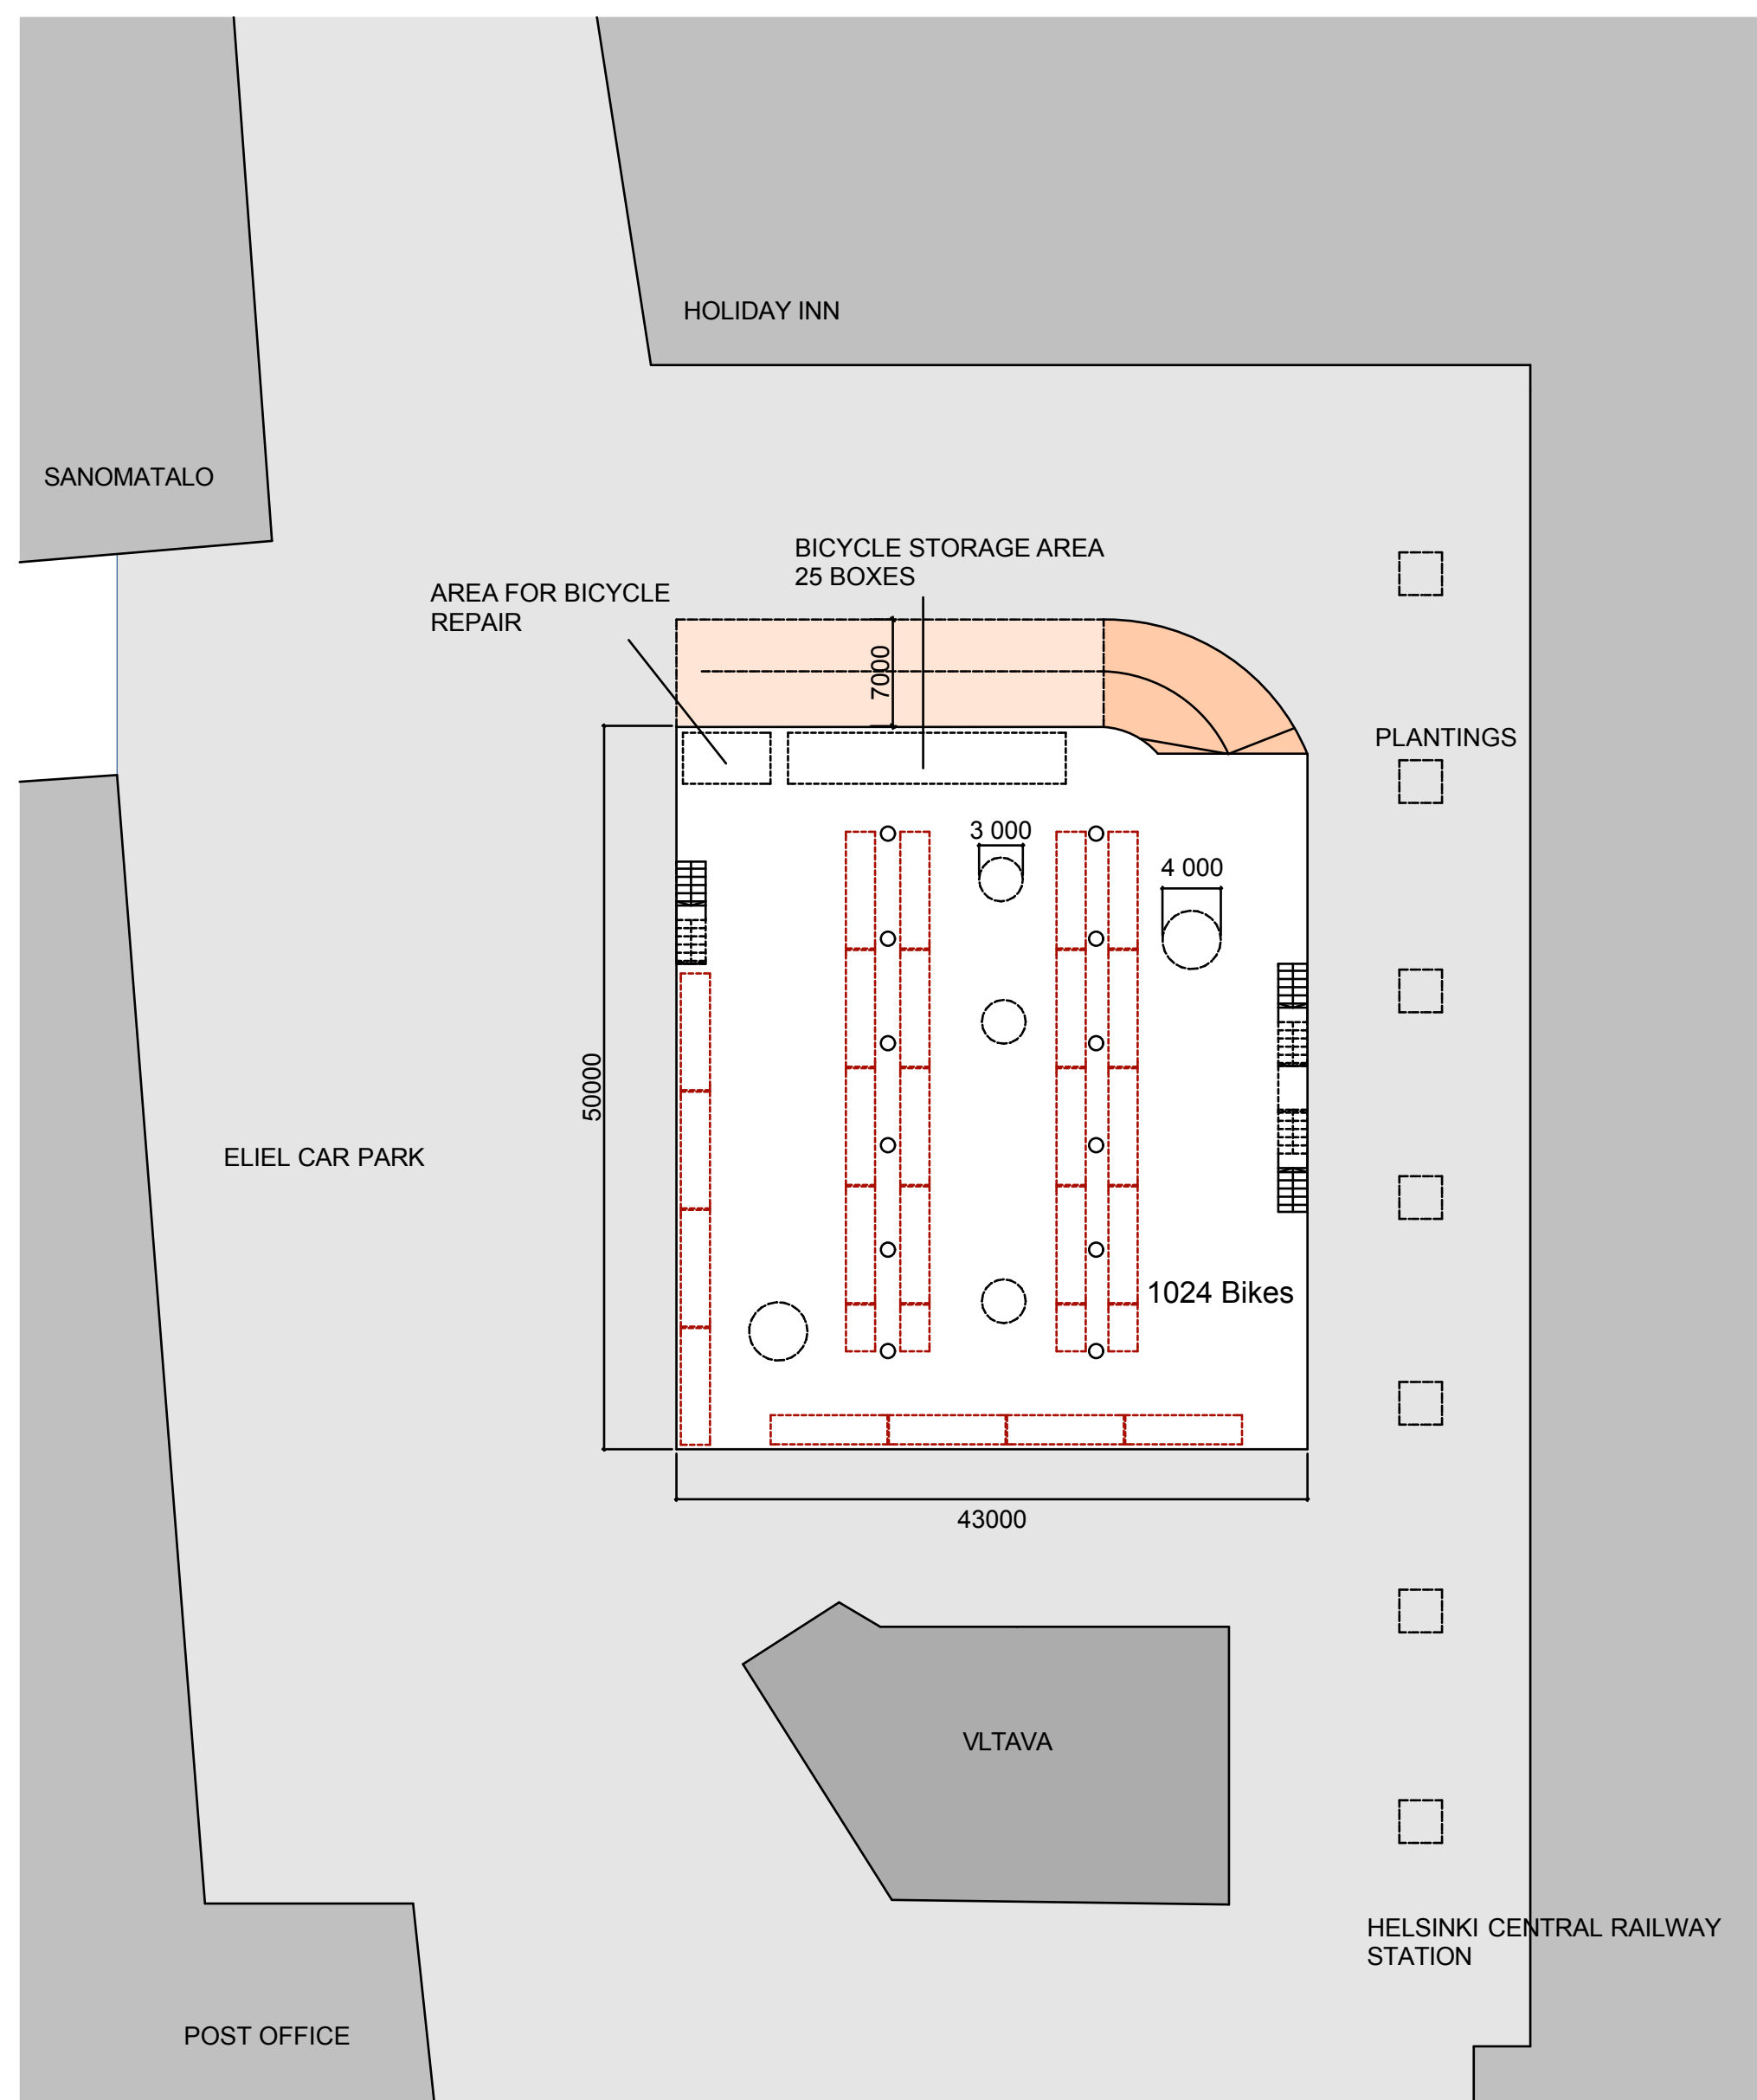 HOLIDAY INN
SANOMATALO
BICYCLE STORAGE AREA
25 BOXES
AREA FOR BICYCLE
REPAIR
7000
PLANTINGS
3 000
4 000
50000
ELIEL CAR PARK
1024 Bikes
43000
VLTAVA
HELSINKI CENTRAL RAILWAY
STATION
POST OFFICE